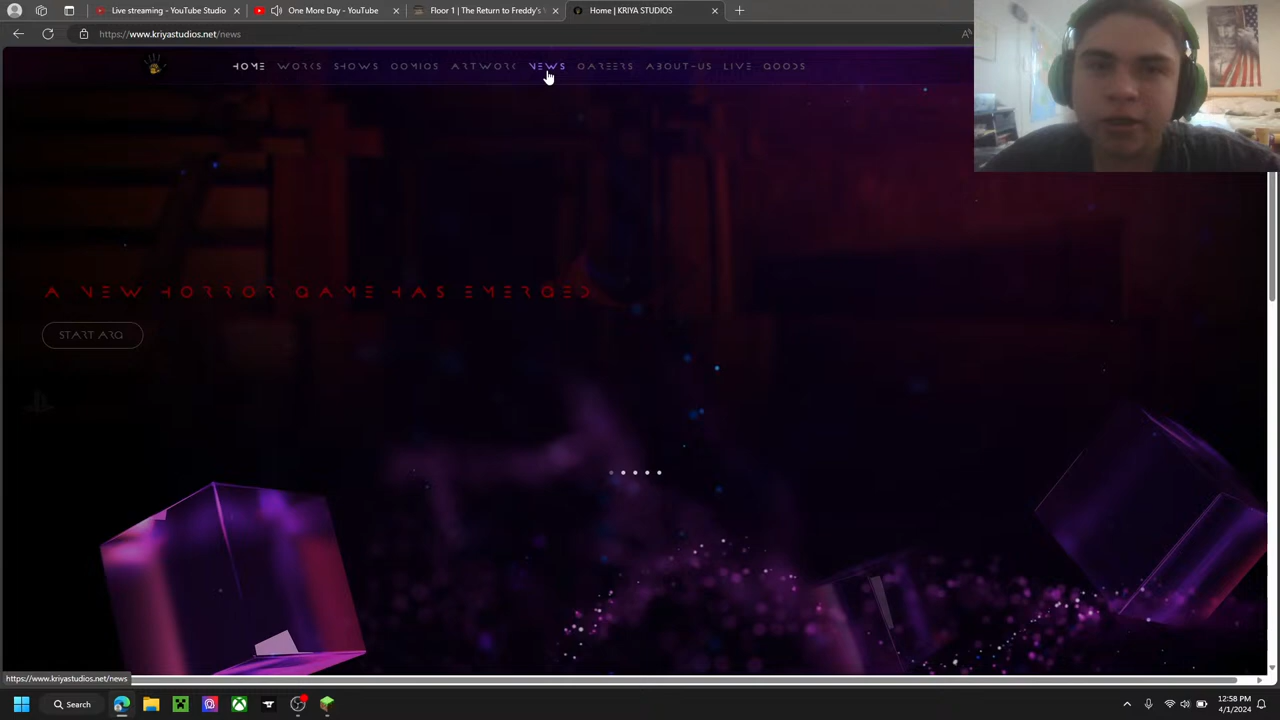 Live streaming - YouTube Studio
One More Day - YouTube
Floor 1 | The Return to Freddy's
Home | KRIYA STUDIOS
https://www.kriyastudios.net/news
HOME WORKS SHOWS COMICS ARTWORK NEWS CAREERS ABOUT-US LIVE GOODS
A NEW HORROR GAME HAS EMERGED
START ARG
https://www.kriyastudios.net/news
Search
12:58 PM
4/1/2024